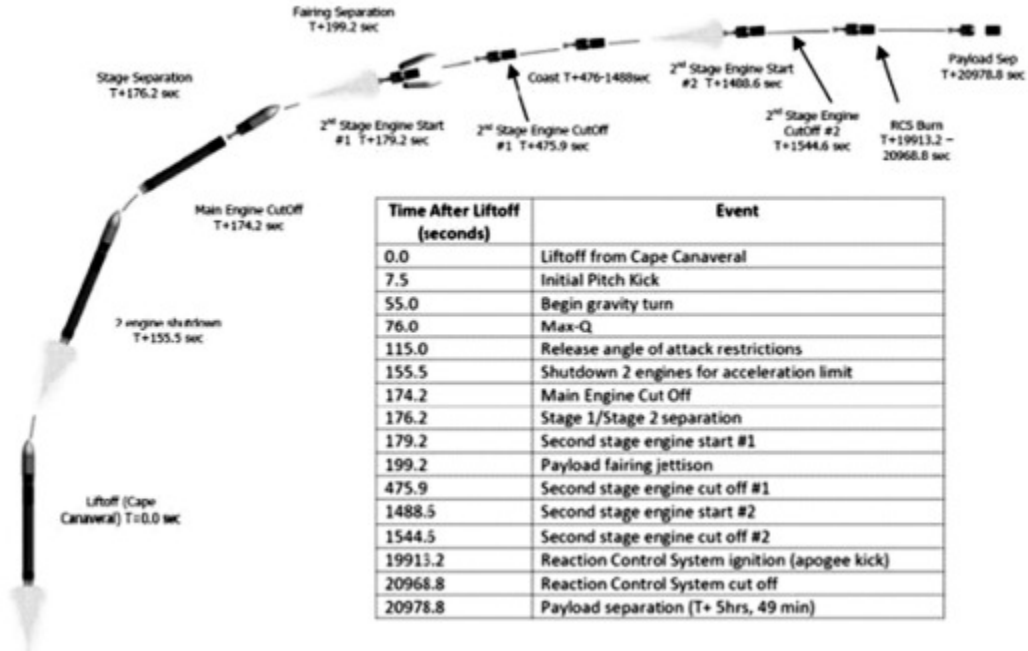 Fairing Separation
T+199.2 sec
Stage Separation
T+176.2 sec
2nd Stage Engine Start
#1 T+179.2 sec
2nd Stage Engine CutOff
#1 T+475.9 sec
Coast T+476-1488sec
2nd Stage Engine Start
#2 T+1488.6 sec
2nd Stage Engine
CutOff #2
T+1544.6 sec
RCS Burn
T+19913.2 –
20968.8 sec
Payload Sep
T+20978.8 sec
Main Engine CutOff
T+174.2 sec
2 engine shutdown
T+155.5 sec
Liftoff (Cape
Canaveral) T=0.0 sec
Time After Liftoff
(seconds)
Event
0.0 Liftoff from Cape Canaveral
7.5 Initial Pitch Kick
55.0 Begin gravity turn
76.0 Max-Q
115.0 Release angle of attack restrictions
155.5 Shutdown 2 engines for acceleration limit
174.2 Main Engine Cut Off
176.2 Stage 1/Stage 2 separation
179.2 Second stage engine start #1
199.2 Payload fairing jettison
475.9 Second stage engine cut off #1
1488.5 Second stage engine start #2
1544.5 Second stage engine cut off #2
19913.2 Reaction Control System ignition (apogee kick)
20968.8 Reaction Control System cut off
20978.8 Payload separation (T+ 5hrs, 49 min)